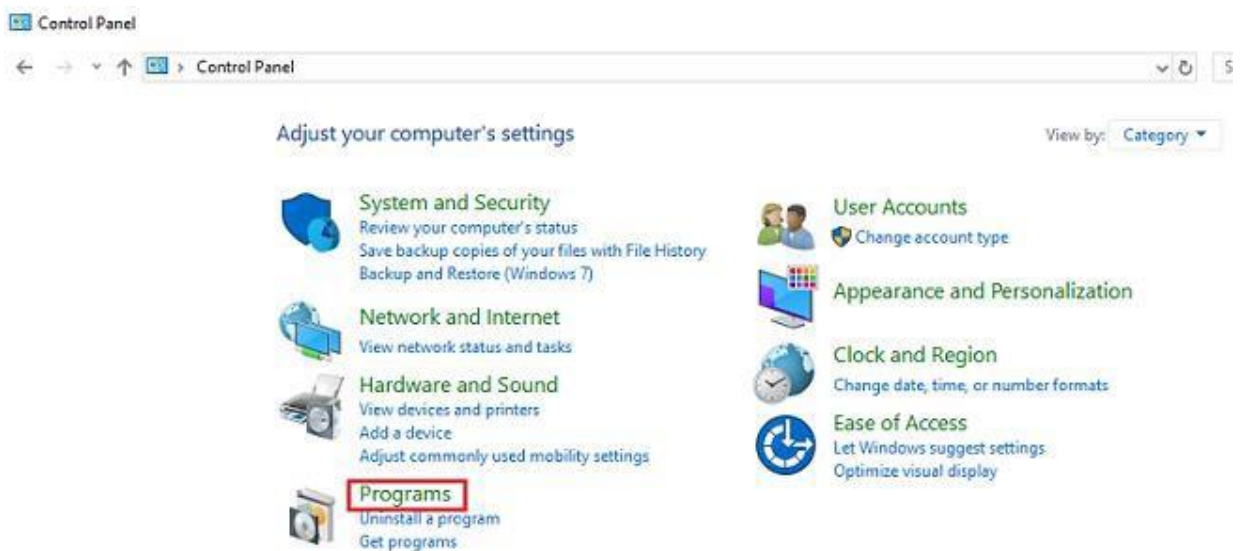 Control Panel
Control Panel
Adjust your computer's settings
View by: Category
System and Security
Review your computer's status
Save backup copies of your files with File History
Backup and Restore (Windows 7)
Network and Internet
View network status and tasks
Hardware and Sound
View devices and printers
Add a device
Adjust commonly used mobility settings
Programs
Uninstall a program
Get programs
User Accounts
Change account type
Appearance and Personalization
Clock and Region
Change date, time, or number formats
Ease of Access
Let Windows suggest settings
Optimize visual display